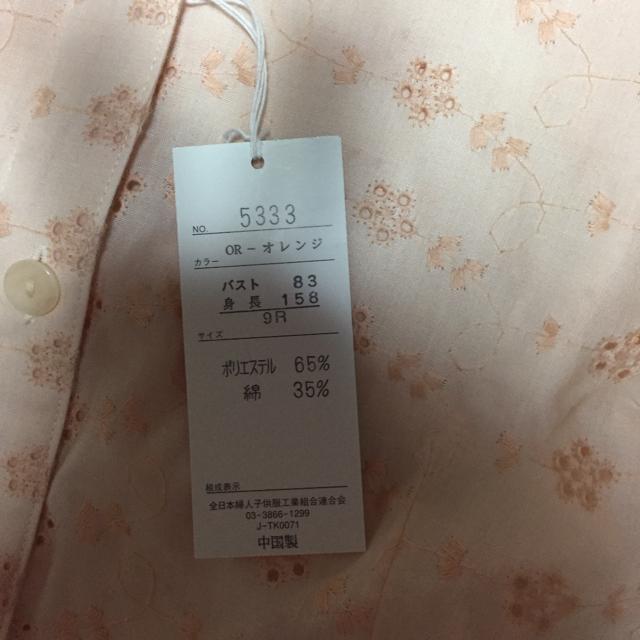 NO. 5333
カラー OR-オレンジ
バスト 83
身長 158
9R
サイズ
ポリエステル 65%
綿 35%
組成表示
全日本婦人子供服工業組合連合会
03-3866-1299
J-TK0071
中国製